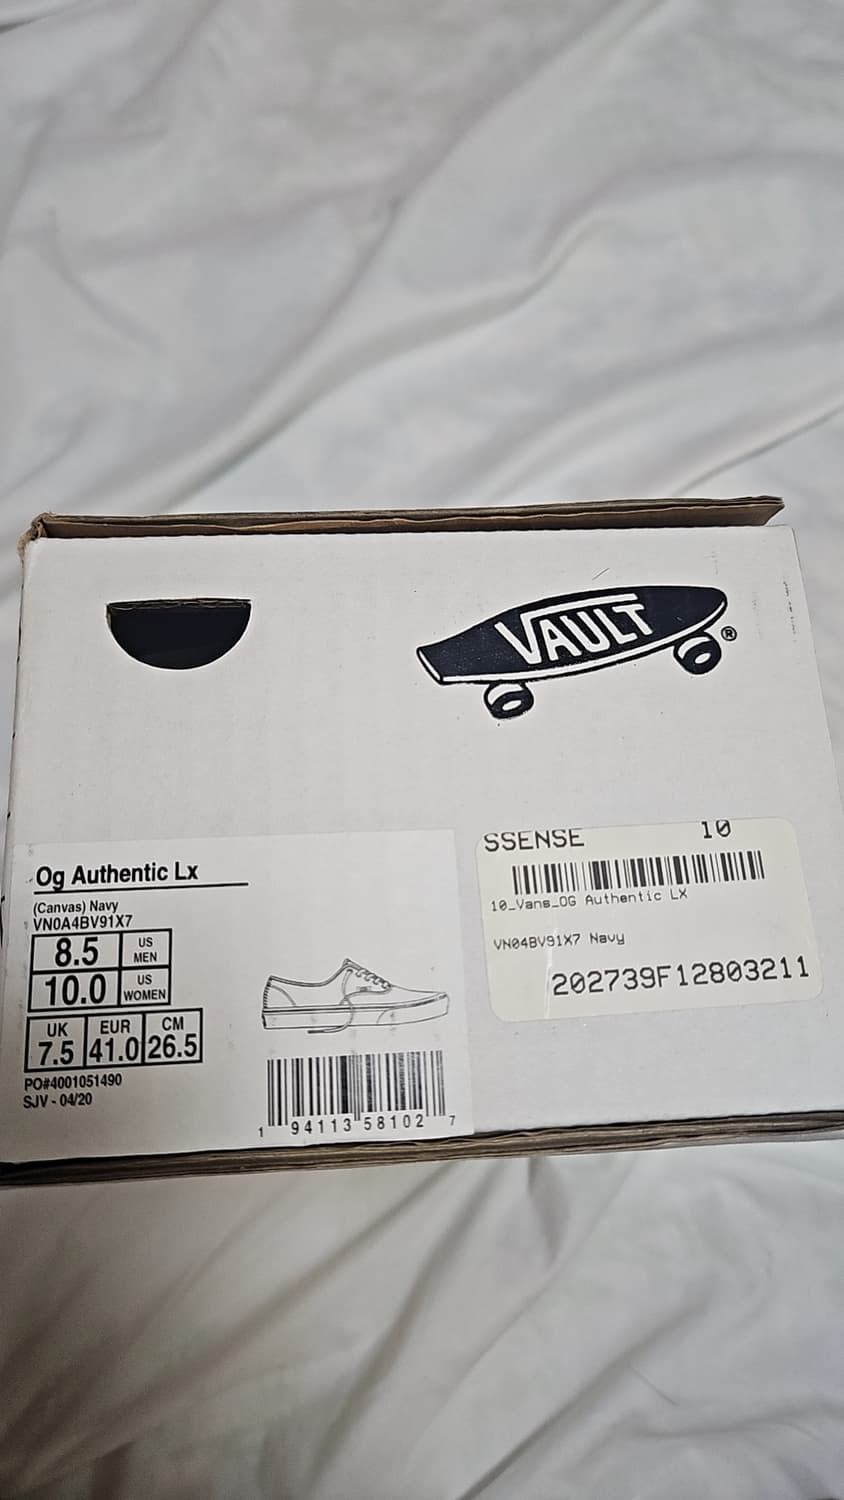 VAULT ®
Og Authentic Lx
(Canvas) Navy
VN0A4BV91X7
8.5 US MEN
10.0 US WOMEN
UK EUR CM
7.5 41.0 26.5
PO#4001051490
SJV - 04/20
1 94113 58102 7
SSENSE 10
10_Vans_OG Authentic LX
VN04BV91X7 Navy
202739F12803211